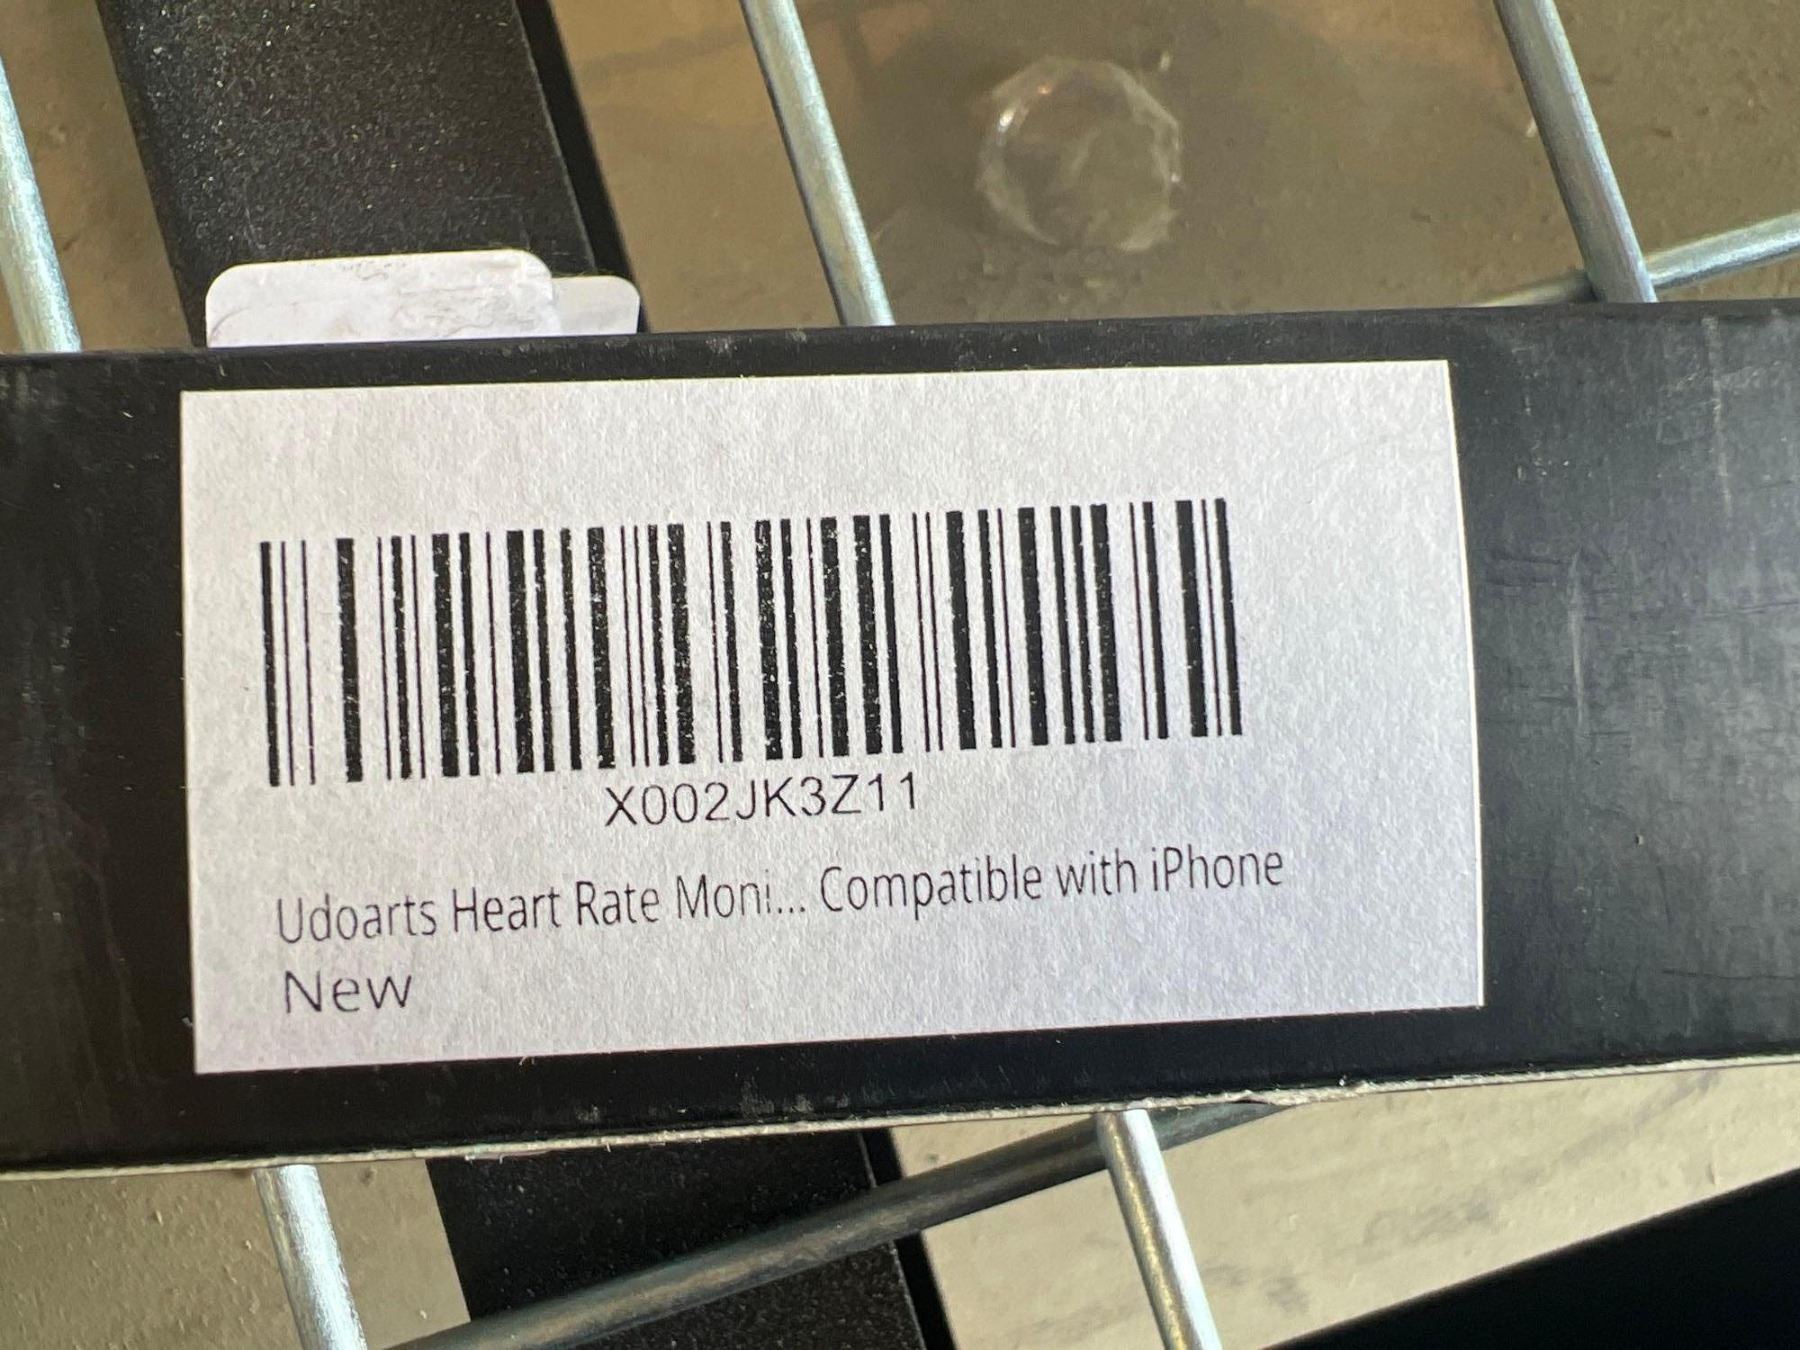 X002JK3Z11
Udoarts Heart Rate Moni... Compatible with iPhone
New